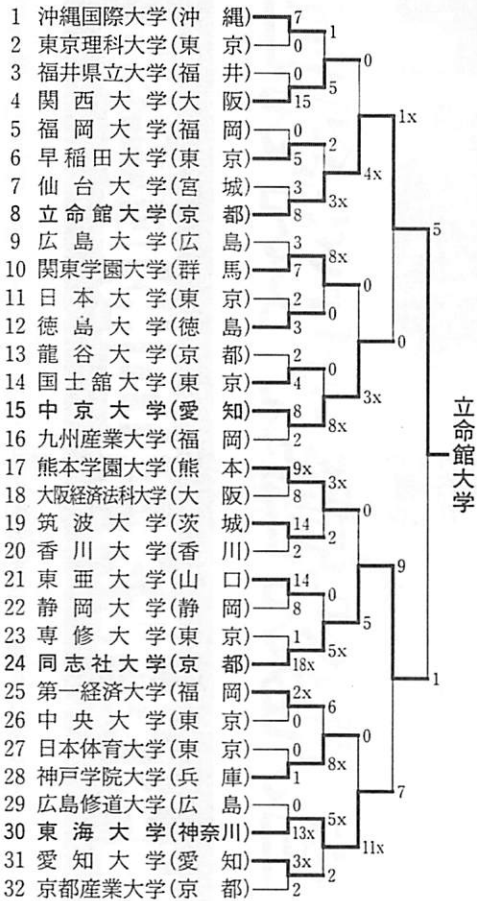 1 沖縄国際大学(沖縄) 7
1
2 東京理科大学(東京) 0
0
3 福井県立大学(福井) 0
5
4 関西大学(大阪) 15
1x
5 福岡大学(福岡) 0
2
6 早稲田大学(東京) 5
4x
7 仙台大学(宮城) 3
3x
8 立命館大学(京都) 8
5
9 広島大学(広島) 3
8x
10 関東学園大学(群馬) 7
0
11 日本大学(東京) 2
0
12 徳島大学(徳島) 3
0
13 龍谷大学(京都) 2
0
14 国士館大学(東京) 4
3x
15 中京大学(愛知) 8
8x
16 九州産業大学(福岡) 2
立命館大学
17 熊本学園大学(熊本) 9x
3x
18 大阪経済法科大学(大阪) 8
0
19 筑波大学(茨城) 14
2
20 香川大学(香川) 2
9
21 東亜大学(山口) 14
0
22 静岡大学(静岡) 8
5
23 専修大学(東京) 1
5x
24 同志社大学(京都) 18x
1
25 第一経済大学(福岡) 2x
6
26 中央大学(東京) 0
0
27 日本体育大学(東京) 0
8x
28 神戸学院大学(兵庫) 1
7
29 広島修道大学(広島) 0
5x
30 東海大学(神奈川) 13x
11x
31 愛知大学(愛知) 3x
2
32 京都産業大学(京都) 2